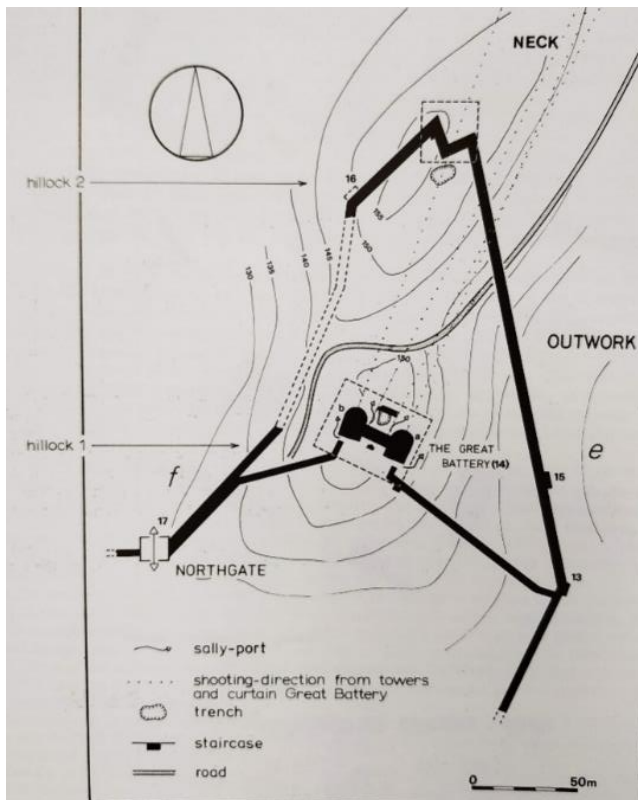 NECK
hillock 2
16
155
150
145
140
135
130
130
OUTWORK
b
a
hillock 1
THE GREAT
BATTERY(14)
e
f
15
17
NORTHGATE
13
sally-port
shooting-direction from towers
and curtain Great Battery
trench
staircase
road
0 50m